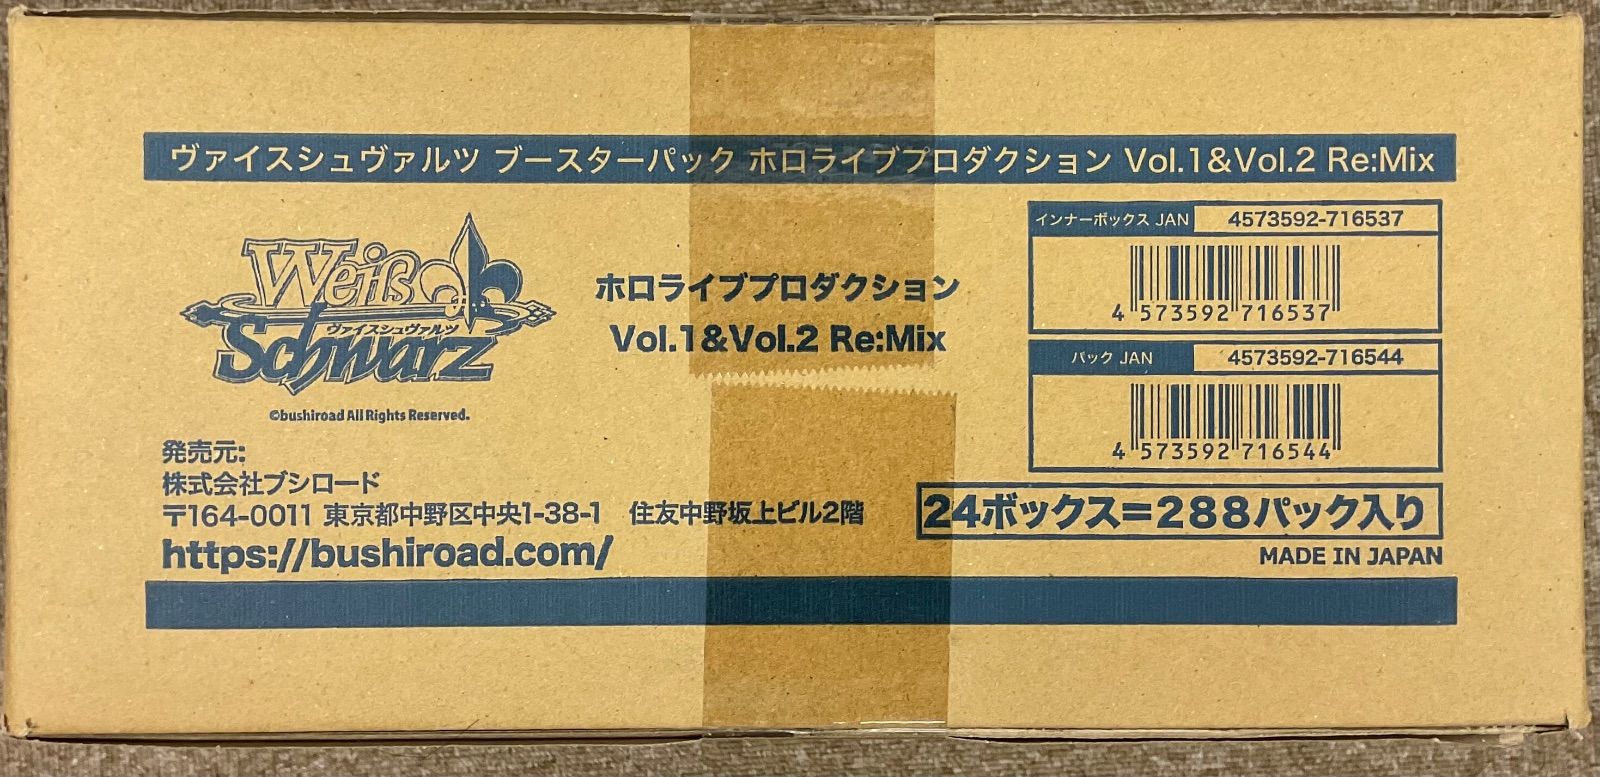 ヴァイスシュヴァルツ ブースターパック ホロライブプロダクション Vol.1&Vol.2 Re:Mix
Weiß
ヴァイスシュヴァルツ
Schwarz
©bushiroad All Rights Reserved.
ホロライブプロダクション
Vol.1&Vol.2 Re:Mix
インナーボックス JAN 4573592-716537
4 573592 716537
パック JAN 4573592-716544
4 573592 716544
発売元:
株式会社ブシロード
〒164-0011 東京都中野区中央1-38-1 住友中野坂上ビル2階
https://bushiroad.com/
24ボックス=288パック入り
MADE IN JAPAN